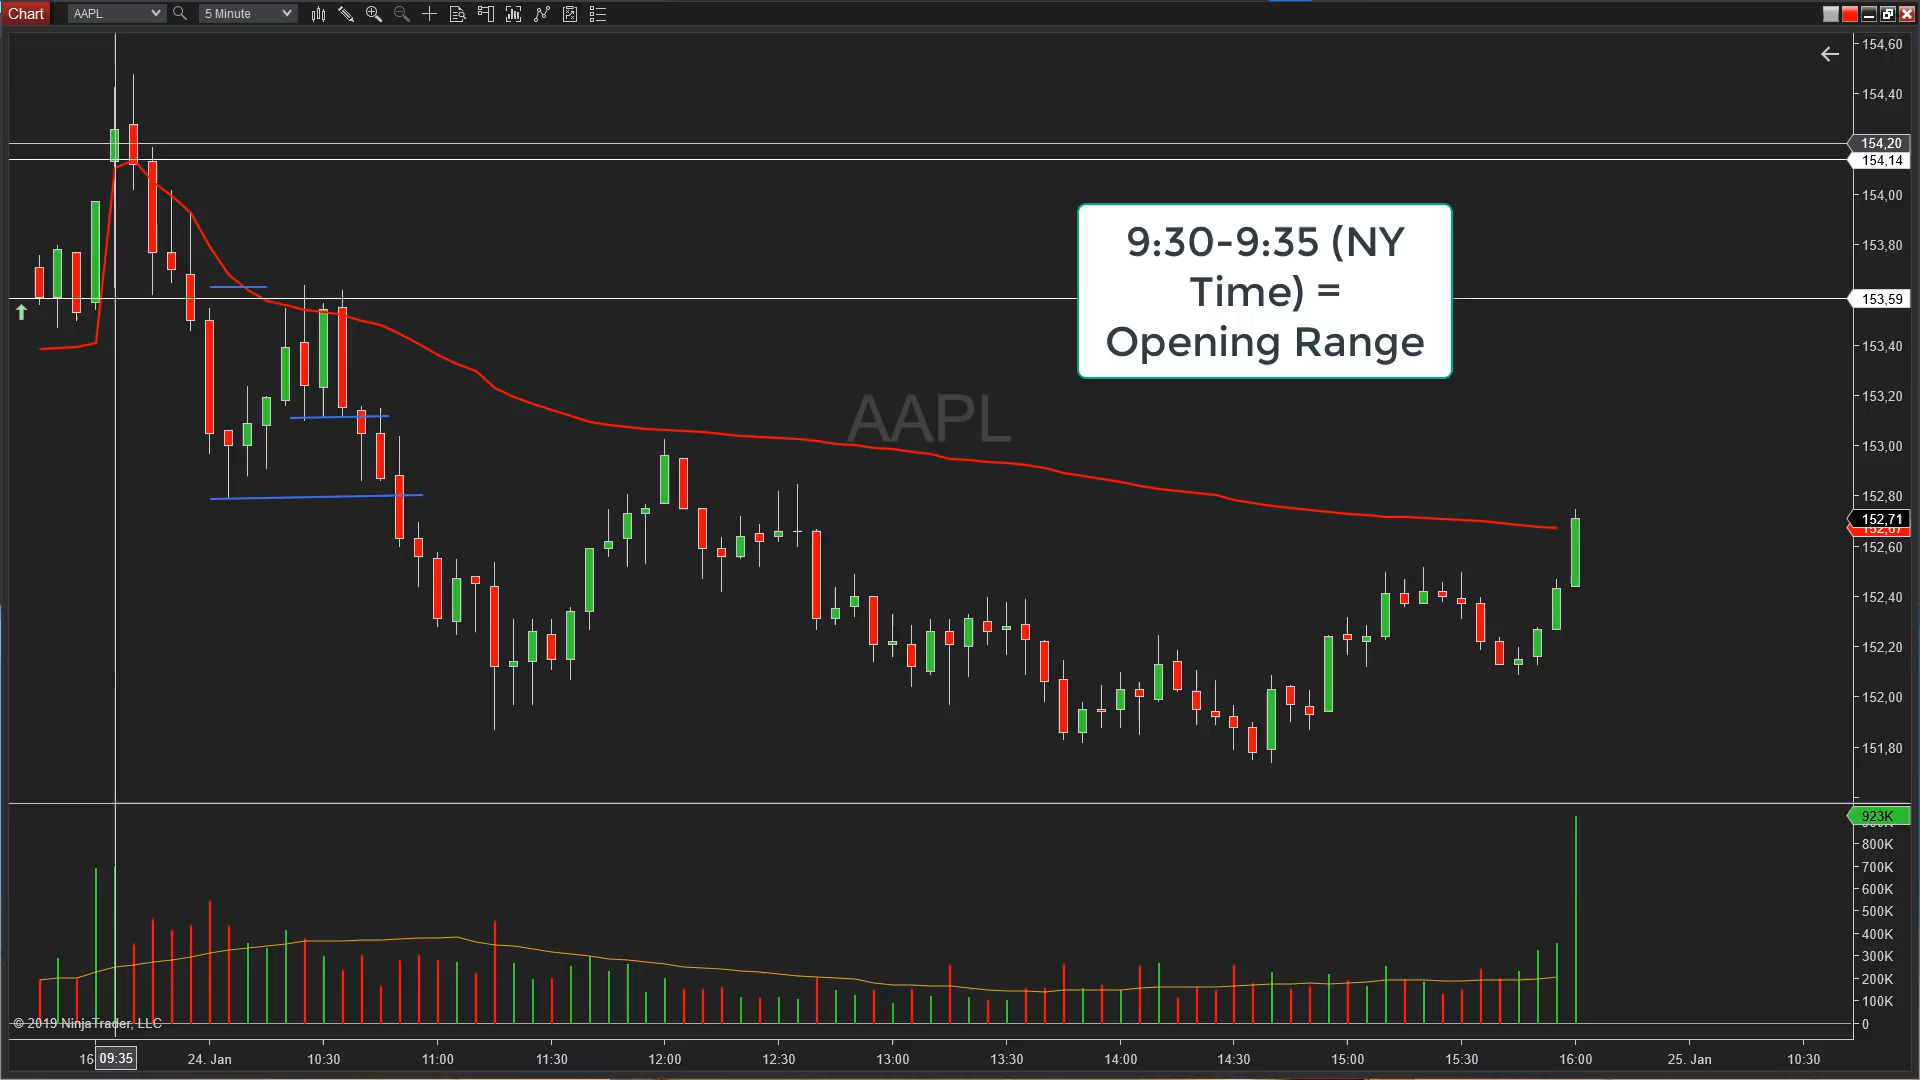 Chart AAPL 5 Minute
154,60
154,40
154,20
154,14
154,00
153,80
153,59
153,40
153,20
153,00
152,80
152,71
152,60
152,40
152,20
152,00
151,80
9:30-9:35 (NY
Time) =
Opening Range
AAPL
923K
800K
700K
600K
500K
400K
300K
200K
100K
0
© 2019 NinjaTrader, LLC
16 09:35 24. Jan 10:30 11:00 11:30 12:00 12:30 13:00 13:30 14:00 14:30 15:00 15:30 16:00 25. Jan 10:30